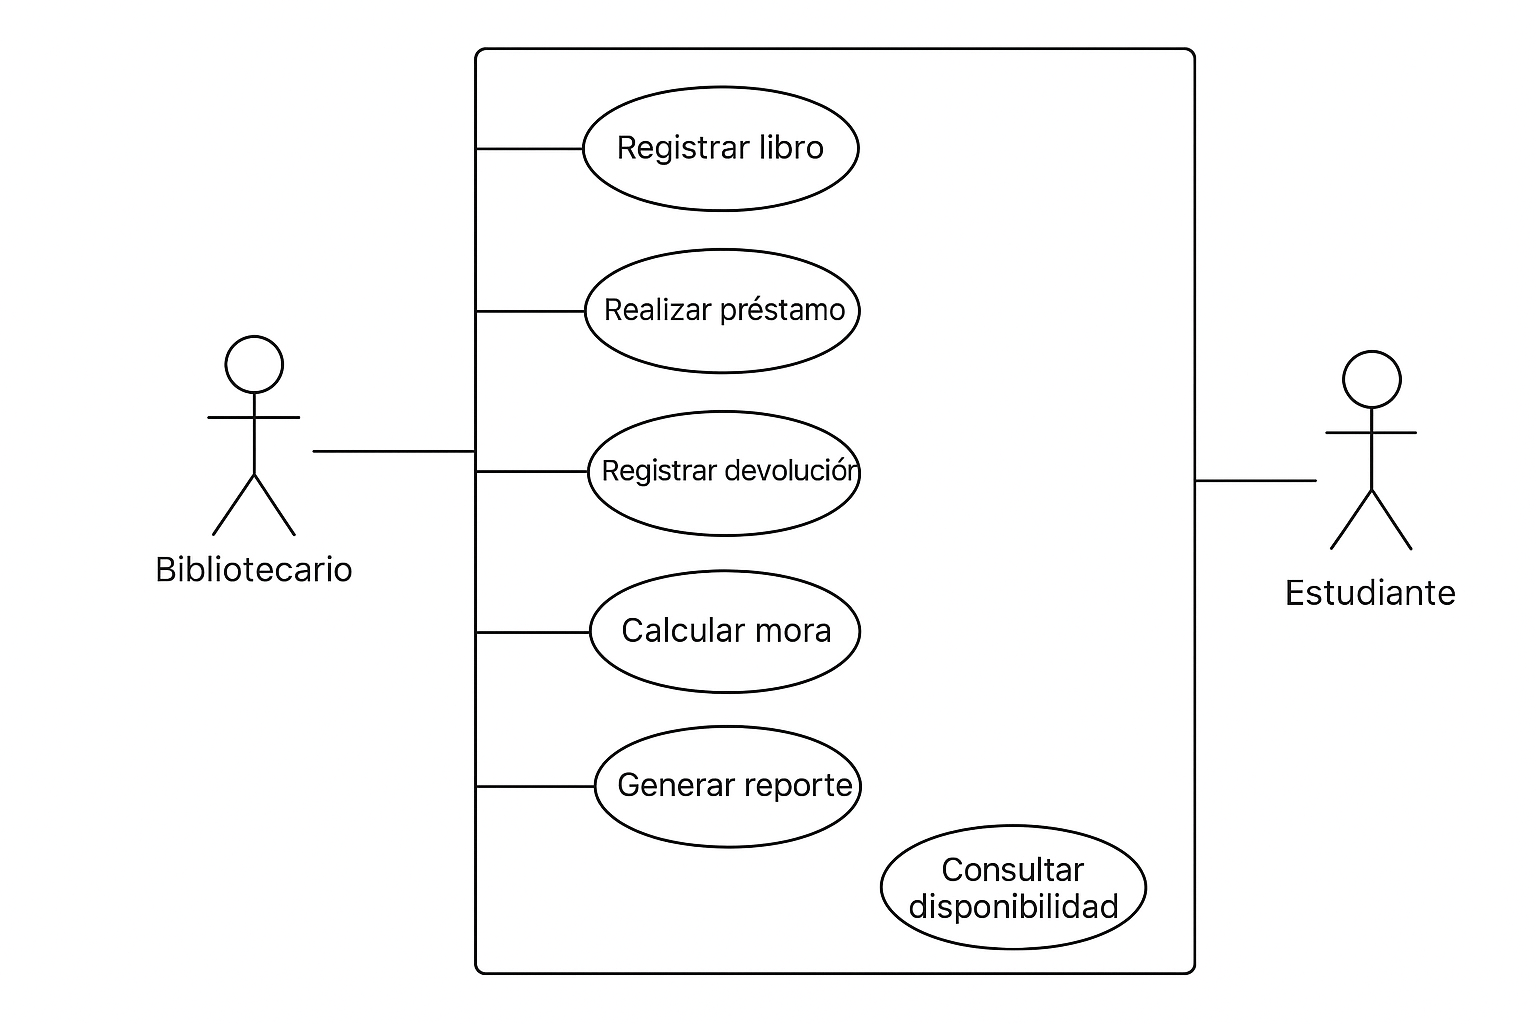 Registrar libro
Realizar préstamo
Registrar devolución
Calcular mora
Generar reporte
Consultar
disponibilidad
Bibliotecario
Estudiante